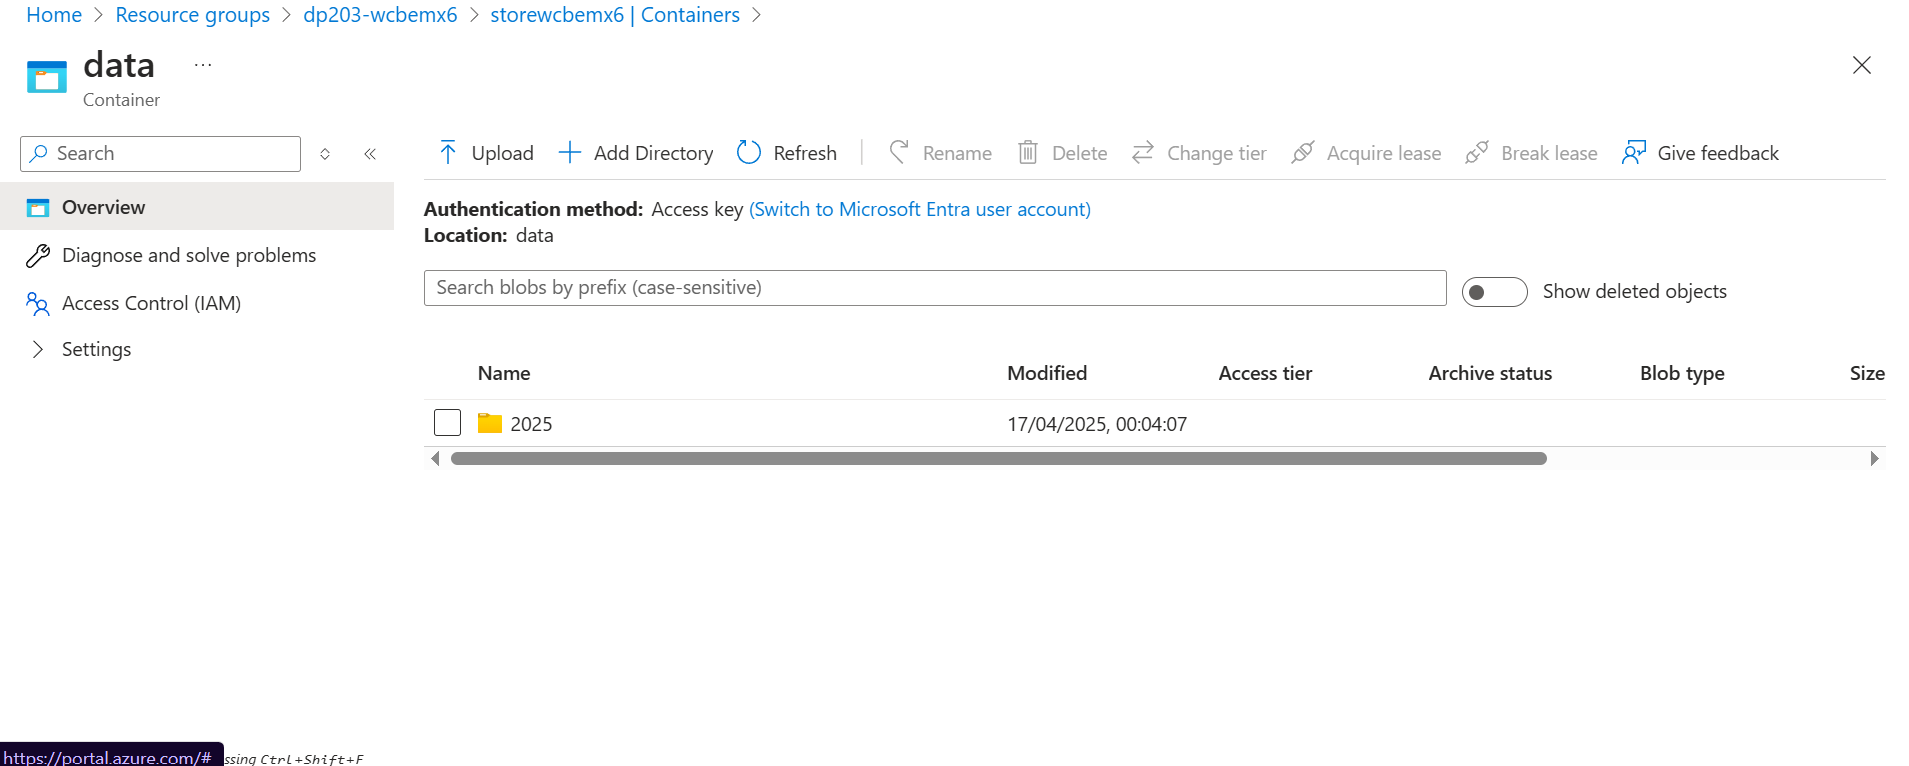 Home > Resource groups > dp203-wcbemx6 > storewcbemx6 | Containers >
data ...
Container
Search
Upload Add Directory Refresh Rename Delete Change tier Acquire lease Break lease Give feedback
Overview
Diagnose and solve problems
Access Control (IAM)
Settings
Authentication method: Access key (Switch to Microsoft Entra user account)
Location: data
Search blobs by prefix (case-sensitive)
Show deleted objects
Name Modified Access tier Archive status Blob type Size
2025 17/04/2025, 00:04:07
https://portal.azure.com/# ssing Ctrl+Shift+F